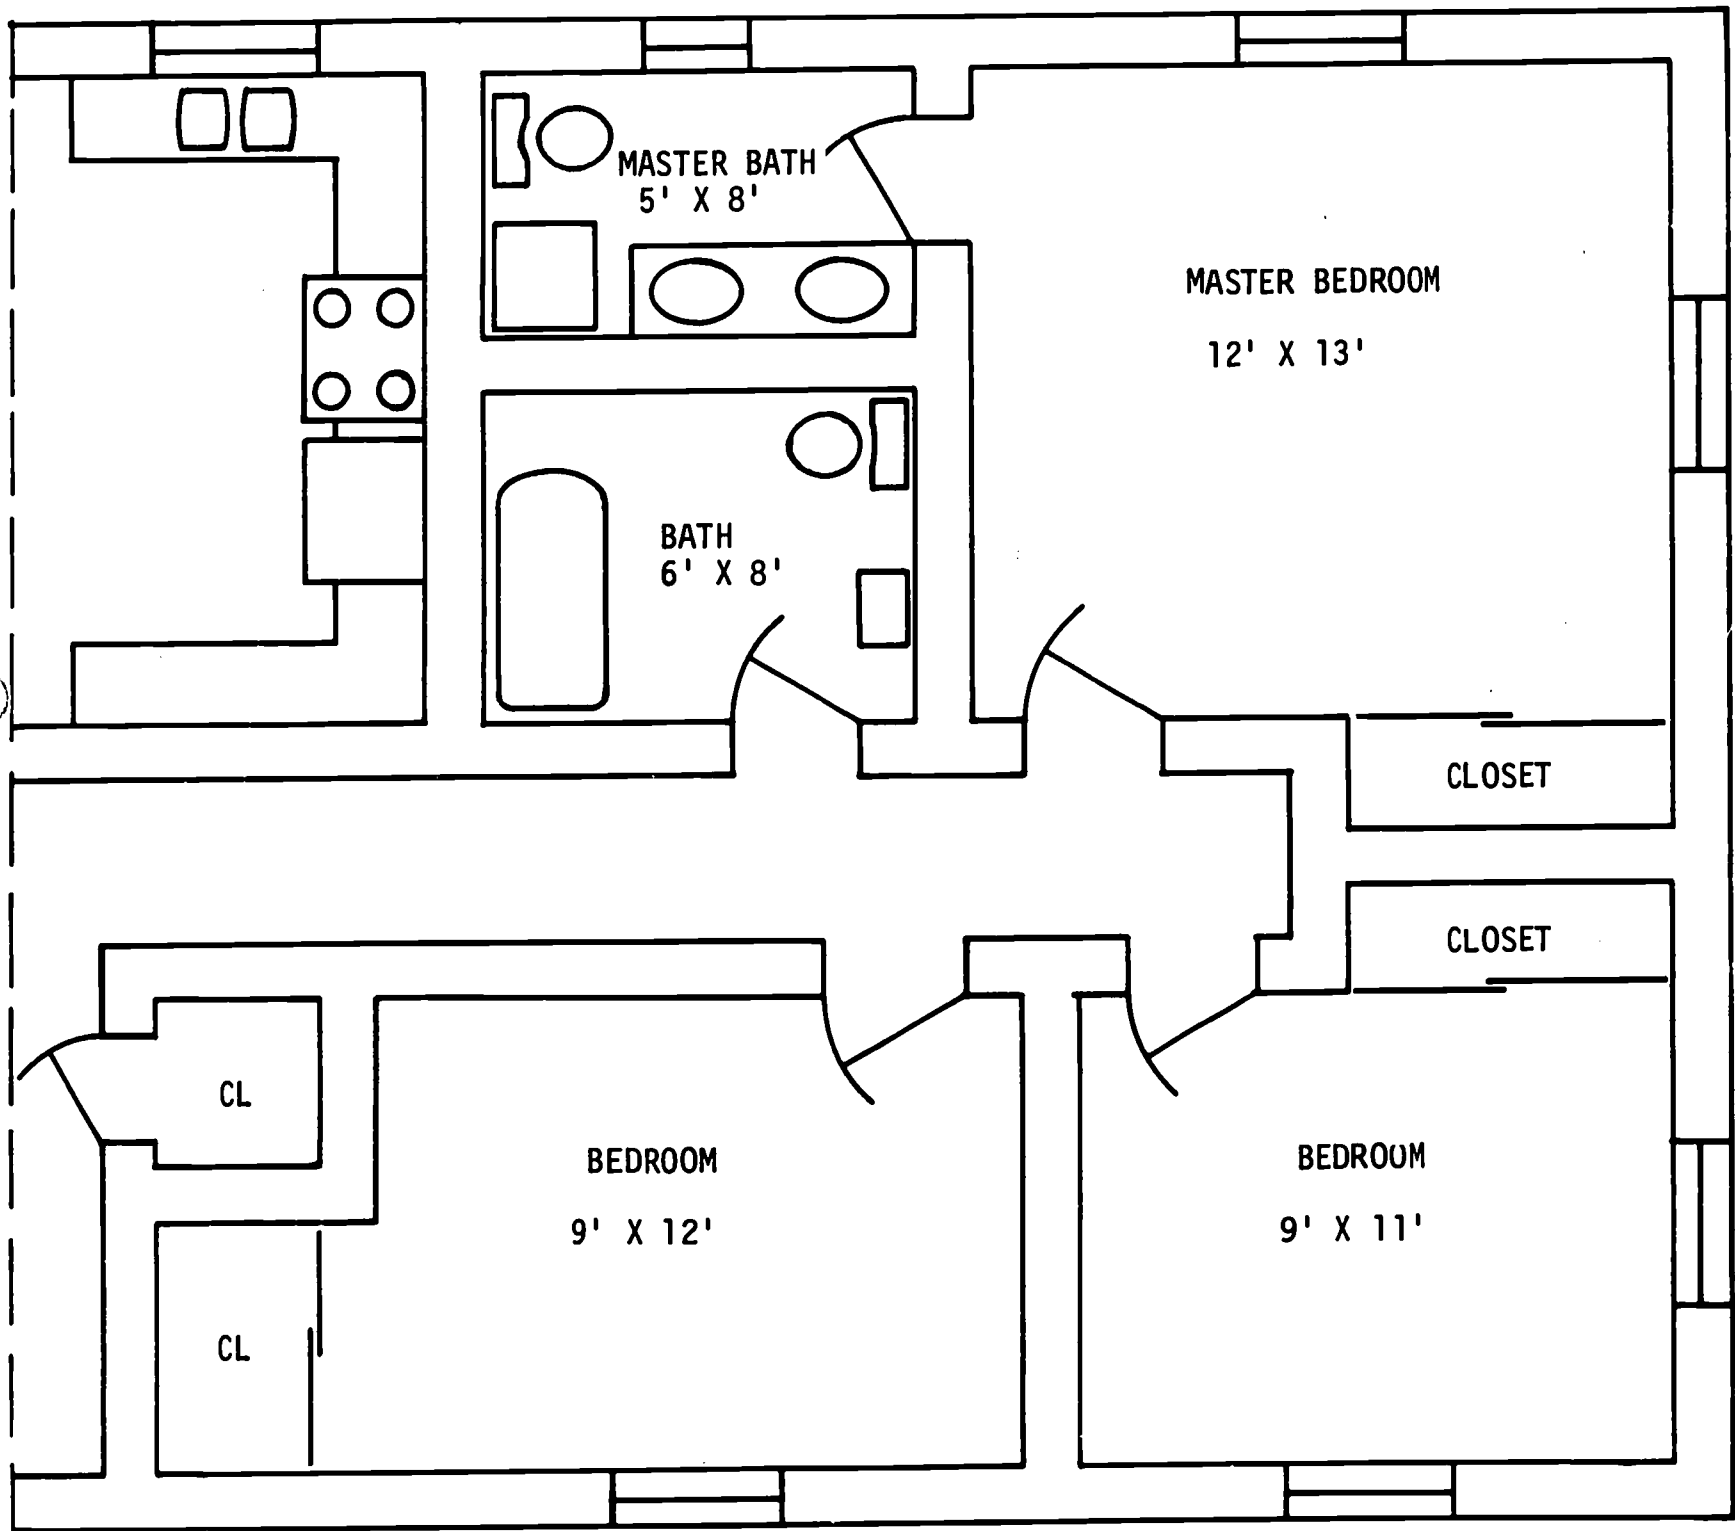 MASTER BATH
5' X 8'
MASTER BEDROOM
12' X 13'
BATH
6' X 8'
CLOSET
CLOSET
CL
BEDROOM
9' X 12'
BEDROOM
9' X 11'
CL